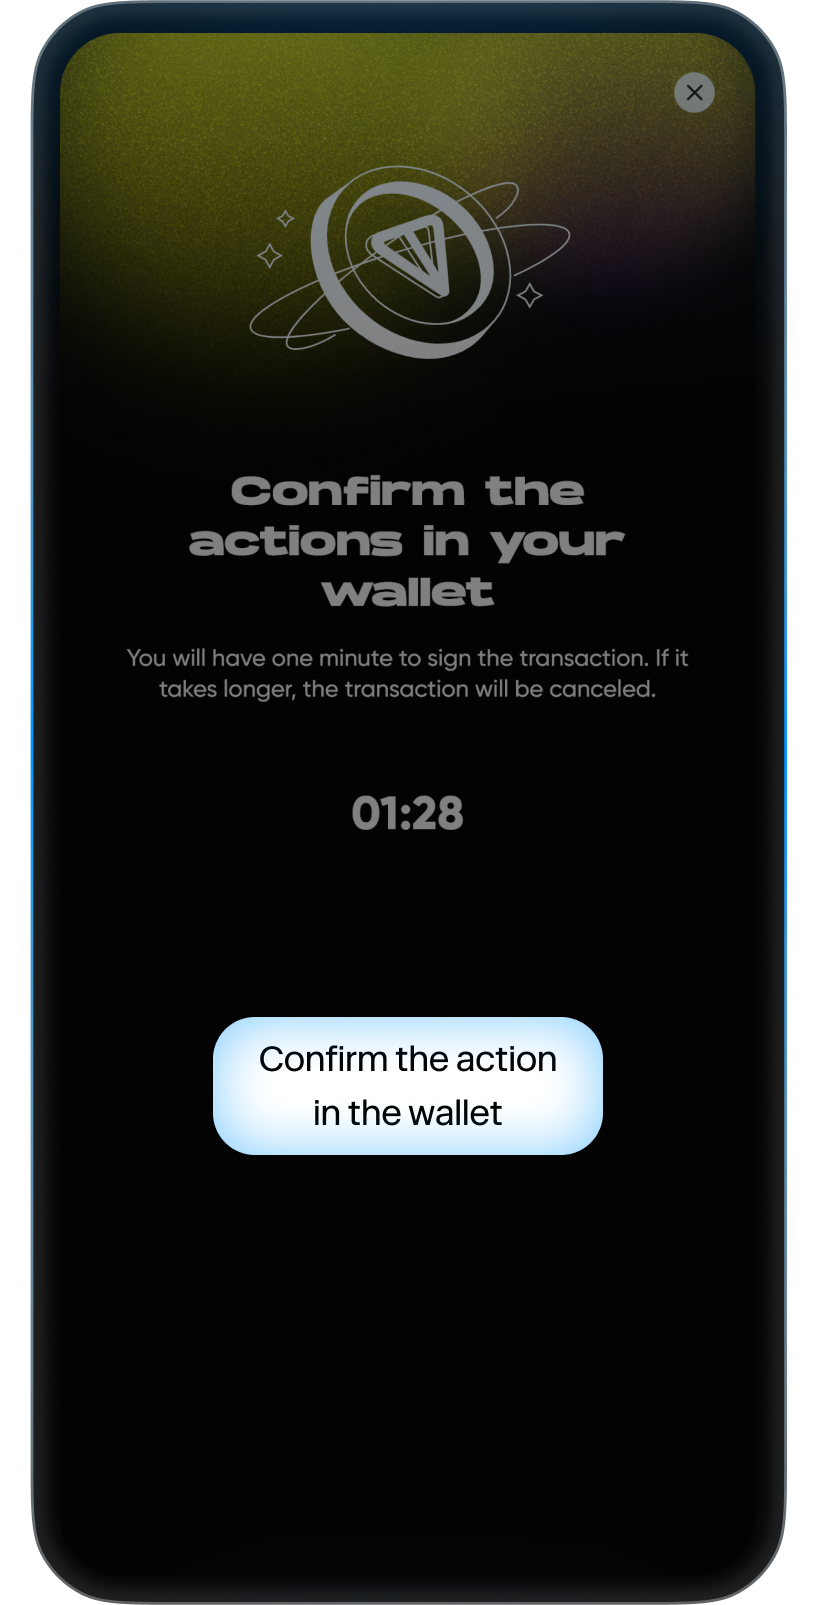 Confirm the
actions in your
wallet
You will have one minute to sign the transaction. If it
takes longer, the transaction will be canceled.
01:28
Confirm the action
in the wallet